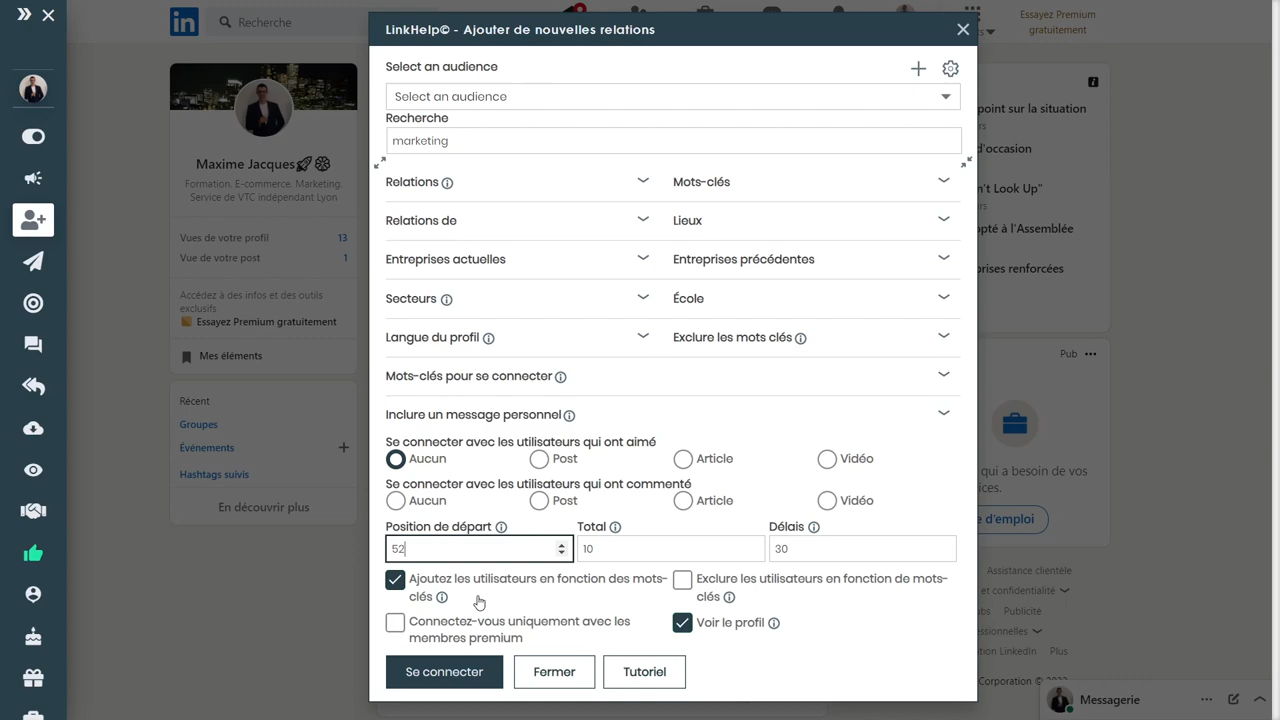 in
Recherche
Essayez Premium
gratuitement
LinkHelp© - Ajouter de nouvelles relations
Select an audience
Select an audience
Recherche
marketing
Relations
Mots-clés
Relations de
Lieux
Entreprises actuelles
Entreprises précédentes
Secteurs
École
Langue du profil
Exclure les mots clés
Mots-clés pour se connecter
Inclure un message personnel
Se connecter avec les utilisateurs qui ont aimé
Aucun
Post
Article
Vidéo
Se connecter avec les utilisateurs qui ont commenté
Aucun
Post
Article
Vidéo
Position de départ
Total
Délais
52
10
30
Ajoutez les utilisateurs en fonction des mots-
clés
Exclure les utilisateurs en fonction de mots-
clés
Connectez-vous uniquement avec les
membres premium
Voir le profil
Se connecter
Fermer
Tutoriel
Maxime Jacques
Formation. E-commerce. Marketing.
Service de VTC indépendant Lyon
Vues de votre profil 13
Vue de votre post 1
Accédez à des infos et des outils
exclusifs
Essayez Premium gratuitement
Mes éléments
Récent
Groupes
Événements
Hashtags suivis
En découvrir plus
point sur la situation
d'occasion
n't Look Up"
opté à l'Assemblée
prises renforcées
Pub
qui a besoin de vos
ices.
e d'emploi
Assistance clientèle
et confidentialité
Publicité
Plus
Messagerie